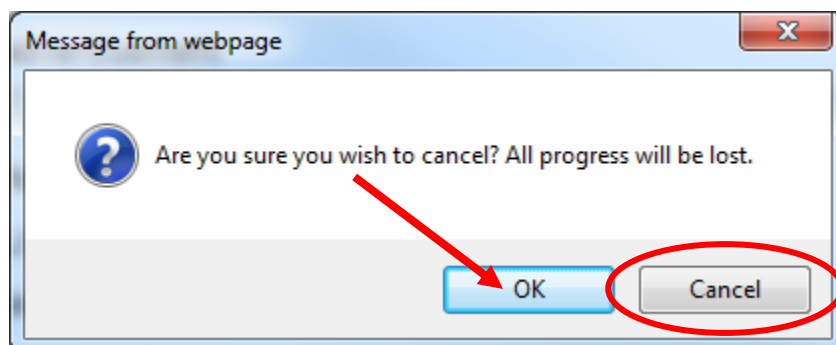 Message from webpage
Are you sure you wish to cancel? All progress will be lost.
OK
Cancel